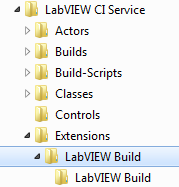 LabVIEW CI Service
Actors
Builds
Build-Scripts
Classes
Controls
Extensions
LabVIEW Build
LabVIEW Build